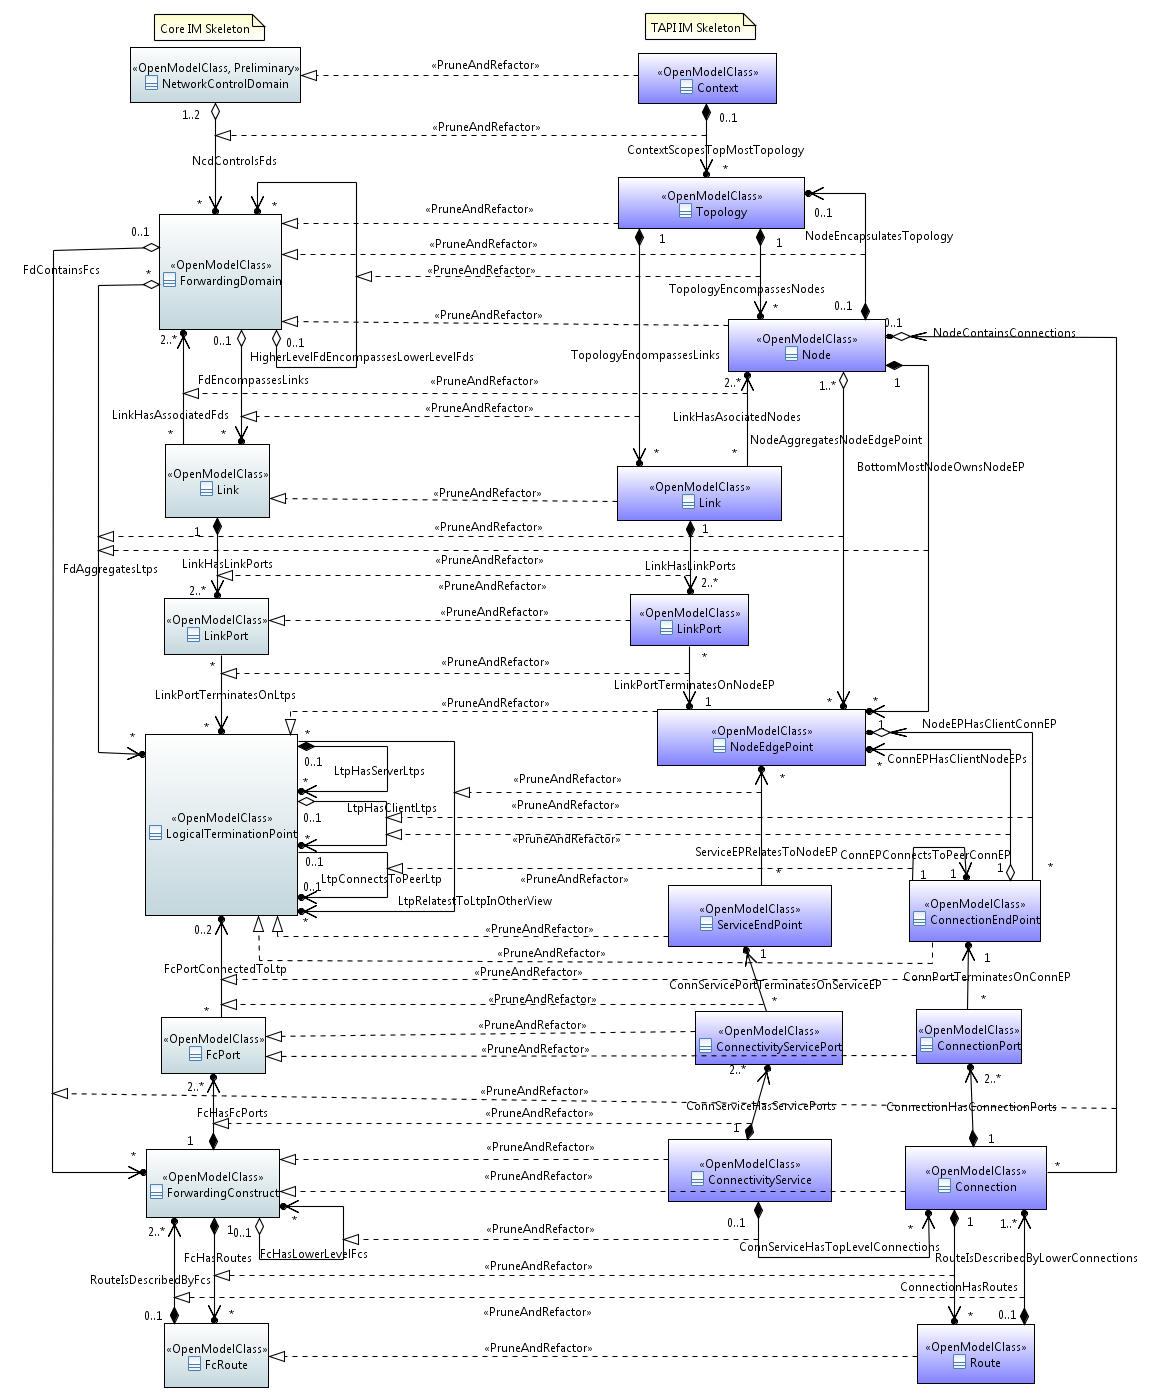 Core IM Skeleton
TAPI IM Skeleton
«OpenModelClass, Preliminary»
NetworkControlDomain
«PruneAndRefactor»
«OpenModelClass»
Context
1..2
0..1
«PruneAndRefactor»
NcdControlsFds
ContextScopesTopMostTopology
*
*
*
«OpenModelClass»
Topology
«PruneAndRefactor»
0..1
0..1
1
1
NodeEncapsulatesTopology
«PruneAndRefactor»
FdContainsFcs
*
«OpenModelClass»
ForwardingDomain
«PruneAndRefactor»
TopologyEncompassNodes
*
0..1
«PruneAndRefactor»
0..1
NodeContainsConnections
2..*
0..1
0..1
«OpenModelClass»
Node
HigherLevelFdEncompassesLowerLevelFds
TopologyEncompassesLinks
FdEncompassesLinks
«PruneAndRefactor»
2..*
1..*
1
LinkHasAssociatedFds
«PruneAndRefactor»
LinkHasAsociatedNodes
*
*
NodeAggregatesNodeEdgePoint
*
*
BottomMostNodeOwnsNodeEP
«OpenModelClass»
Link
«OpenModelClass»
Link
«PruneAndRefactor»
1
«PruneAndRefactor»
1
FdAggregatesLtps
LinkHasLinkPorts
«PruneAndRefactor»
LinkHasLinkPorts
2..*
«PruneAndRefactor»
2..*
«OpenModelClass»
LinkPort
«PruneAndRefactor»
«OpenModelClass»
LinkPort
*
«PruneAndRefactor»
*
LinkPortTerminatesOnLtps
LinkPortTerminatesOnNodeEP
*
«PruneAndRefactor»
1
*
*
*
*
«OpenModelClass»
NodeEdgePoint
1
NodeEPHasClientConnEP
0..1
LtpHasServerLtps
*
ConnEPHasClientNodeEPs
*
«PruneAndRefactor»
*
LtpHasClientLtps
«PruneAndRefactor»
«OpenModelClass»
LogicalTerminationPoint
0..1
*
«PruneAndRefactor»
ServiceEPRelatesToNodeEP
ConnEPConnectsToPeerConnEP
0..1
LtpConnectsToPeerLtp
«PruneAndRefactor»
*
1
1
1
*
0..1
LtpRelatestToLtpInOtherView
*
«OpenModelClass»
ServiceEndPoint
«OpenModelClass»
ConnectionEndPoint
0..2
«PruneAndRefactor»
«PruneAndRefactor»
1
1
FcPortConnectedToLtp
«PruneAndRefactor»
ConnServicePortTerminatesOnServiceEP
ConnPortTerminatesOnConnEP
*
«PruneAndRefactor»
*
*
«OpenModelClass»
FcPort
«PruneAndRefactor»
«PruneAndRefactor»
«OpenModelClass»
ConnectivityServicePort
«OpenModelClass»
ConnectionPort
2..*
2..*
2..*
«PruneAndRefactor»
FcHasFcPorts
«PruneAndRefactor»
ConnServiceHasServicePorts
ConnectionHasConnectionPorts
1
1
1
*
«PruneAndRefactor»
*
«OpenModelClass»
ForwardingConstruct
«PruneAndRefactor»
«OpenModelClass»
ConnectivityService
«OpenModelClass»
Connection
2..*
1
0..1
*
«PruneAndRefactor»
0..1
*
1
1..*
FcHasRoutes
FcHasLowerLevelFcs
ConnServiceHasTopLevelConnections
RouteIsDescribedByLowerConnections
RouteIsDescribedByFcs
«PruneAndRefactor»
ConnectionHasRoutes
0..1
*
«PruneAndRefactor»
*
0..1
«OpenModelClass»
FcRoute
«PruneAndRefactor»
«OpenModelClass»
Route